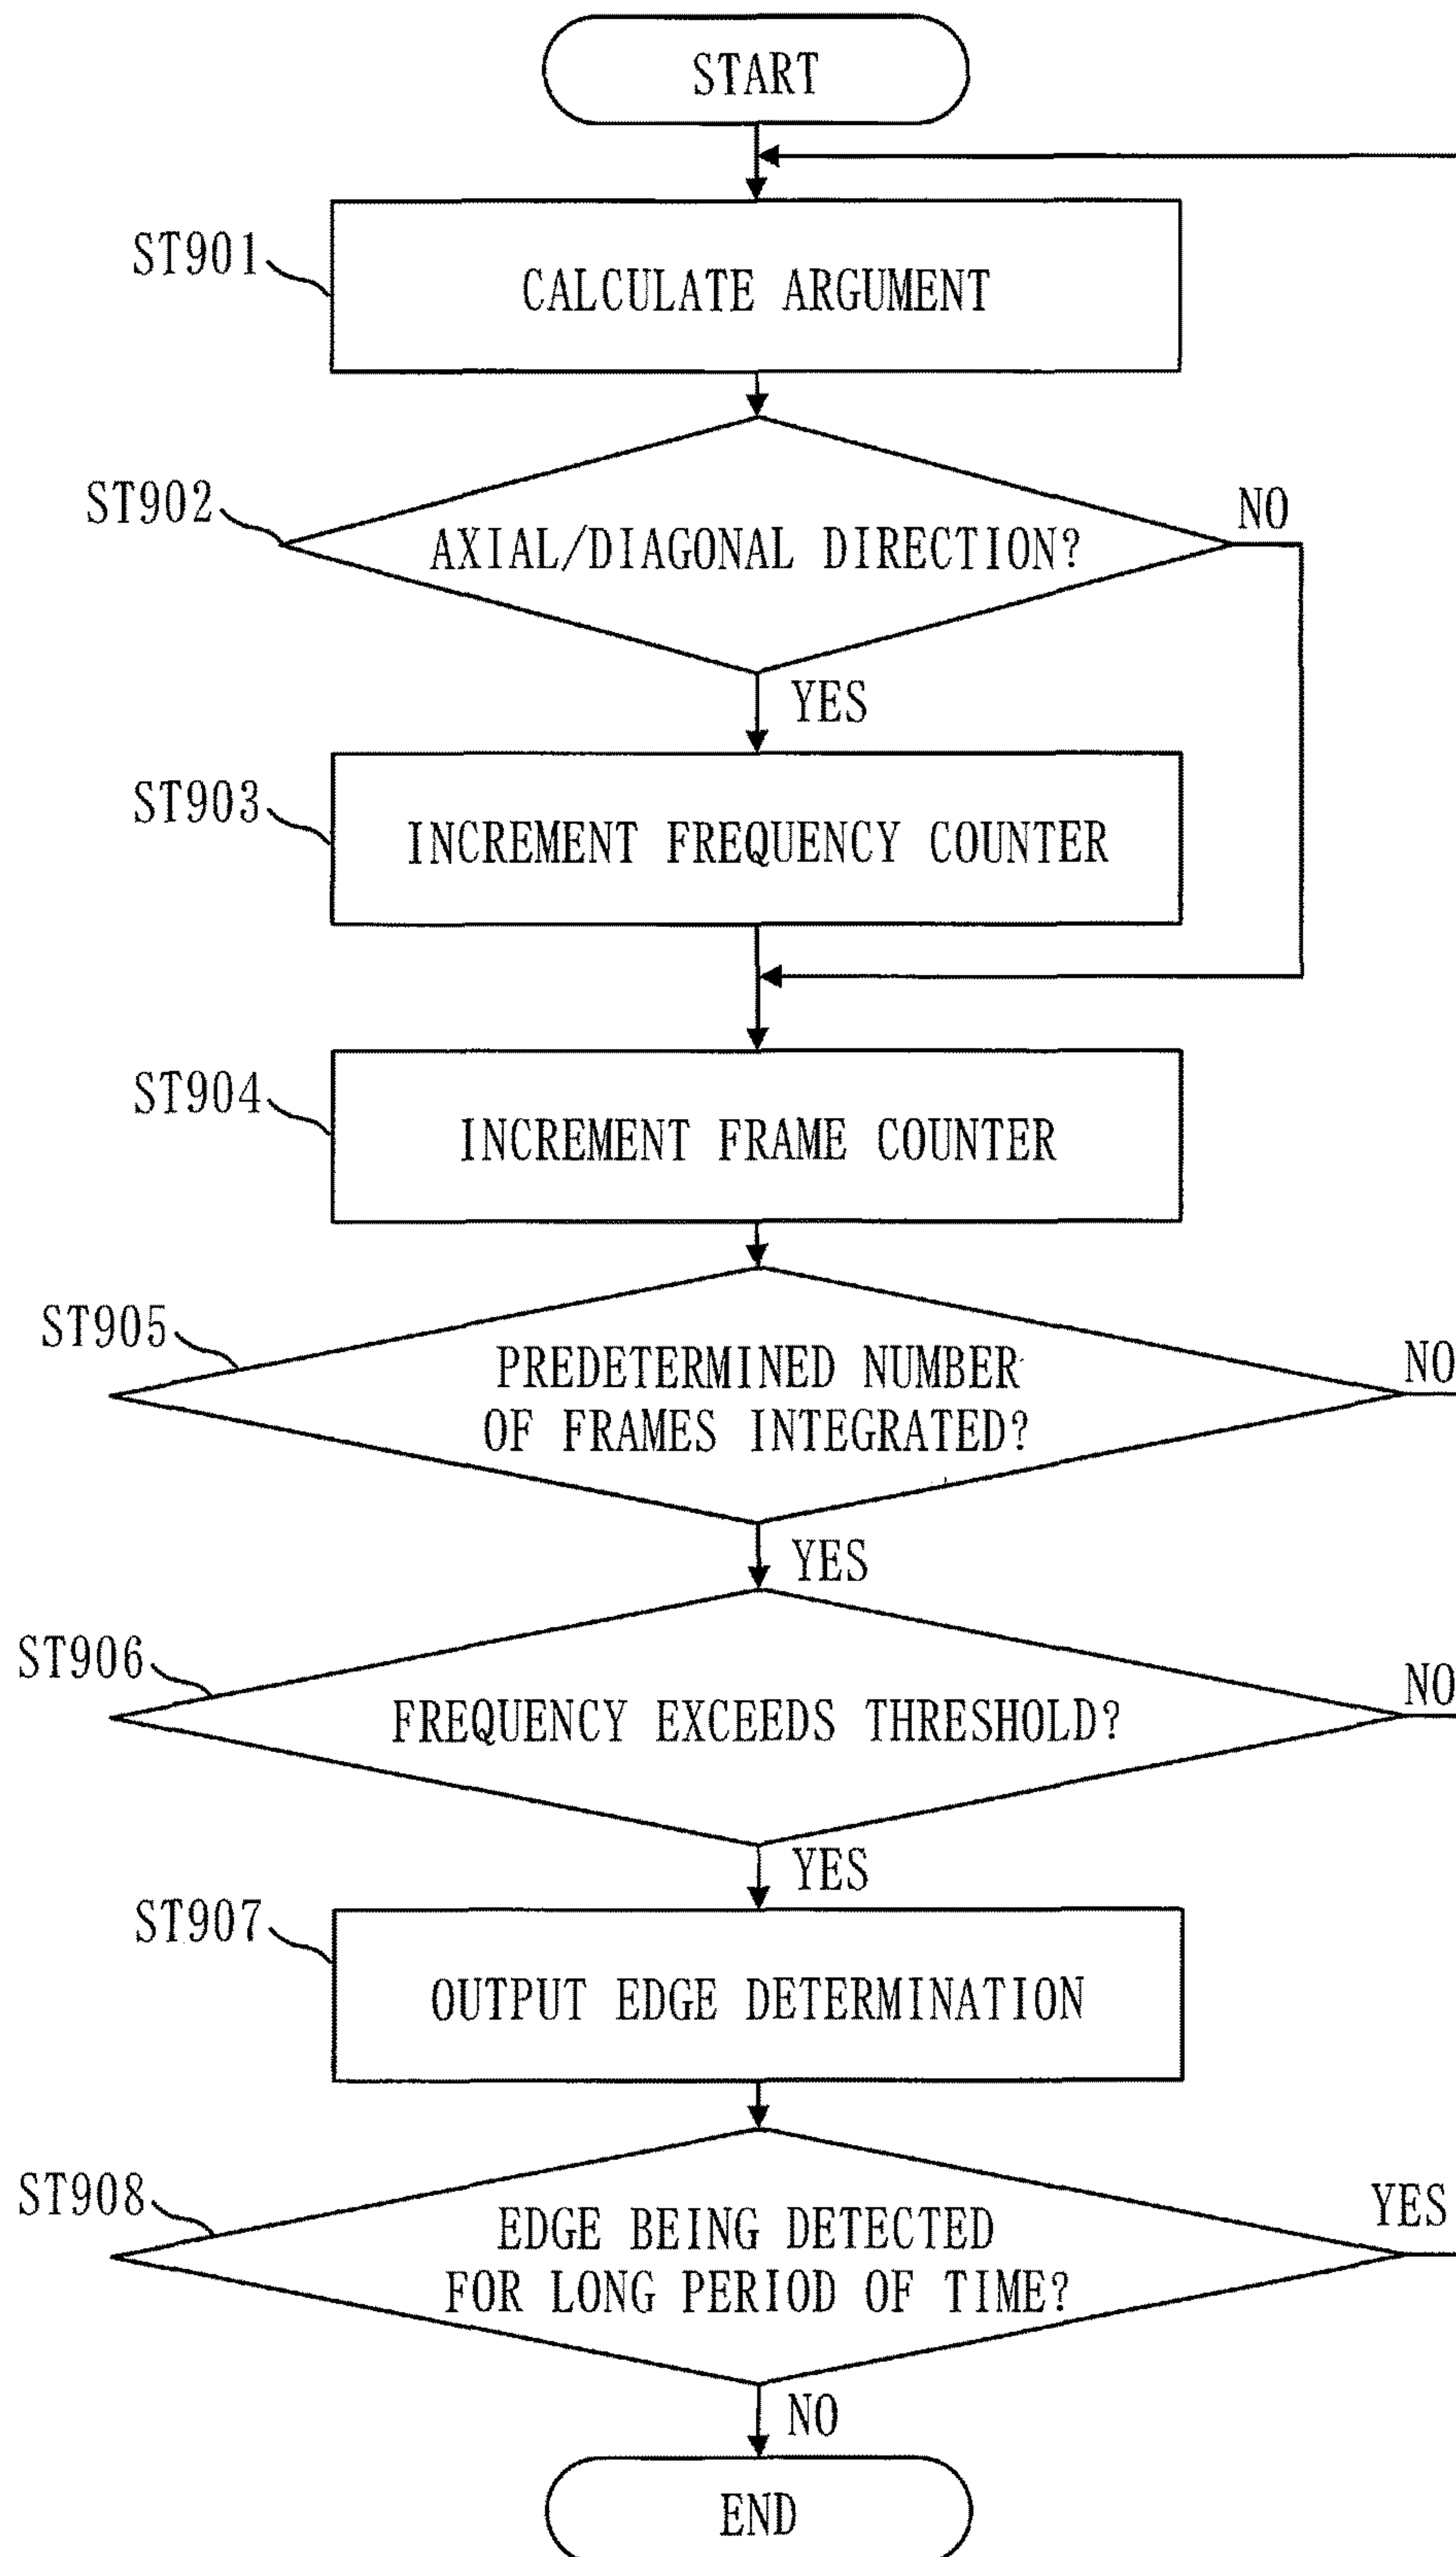 START
ST901
CALCULATE ARGUMENT
ST902
AXIAL/DIAGONAL DIRECTION?
NO
YES
ST903
INCREMENT FREQUENCY COUNTER
ST904
INCREMENT FRAME COUNTER
ST905
PREDETERMINED NUMBER
OF FRAMES INTEGRATED?
NO
YES
ST906
FREQUENCY EXCEEDS THRESHOLD?
NO
YES
ST907
OUTPUT EDGE DETERMINATION
ST908
EDGE BEING DETECTED
FOR LONG PERIOD OF TIME?
YES
NO
END